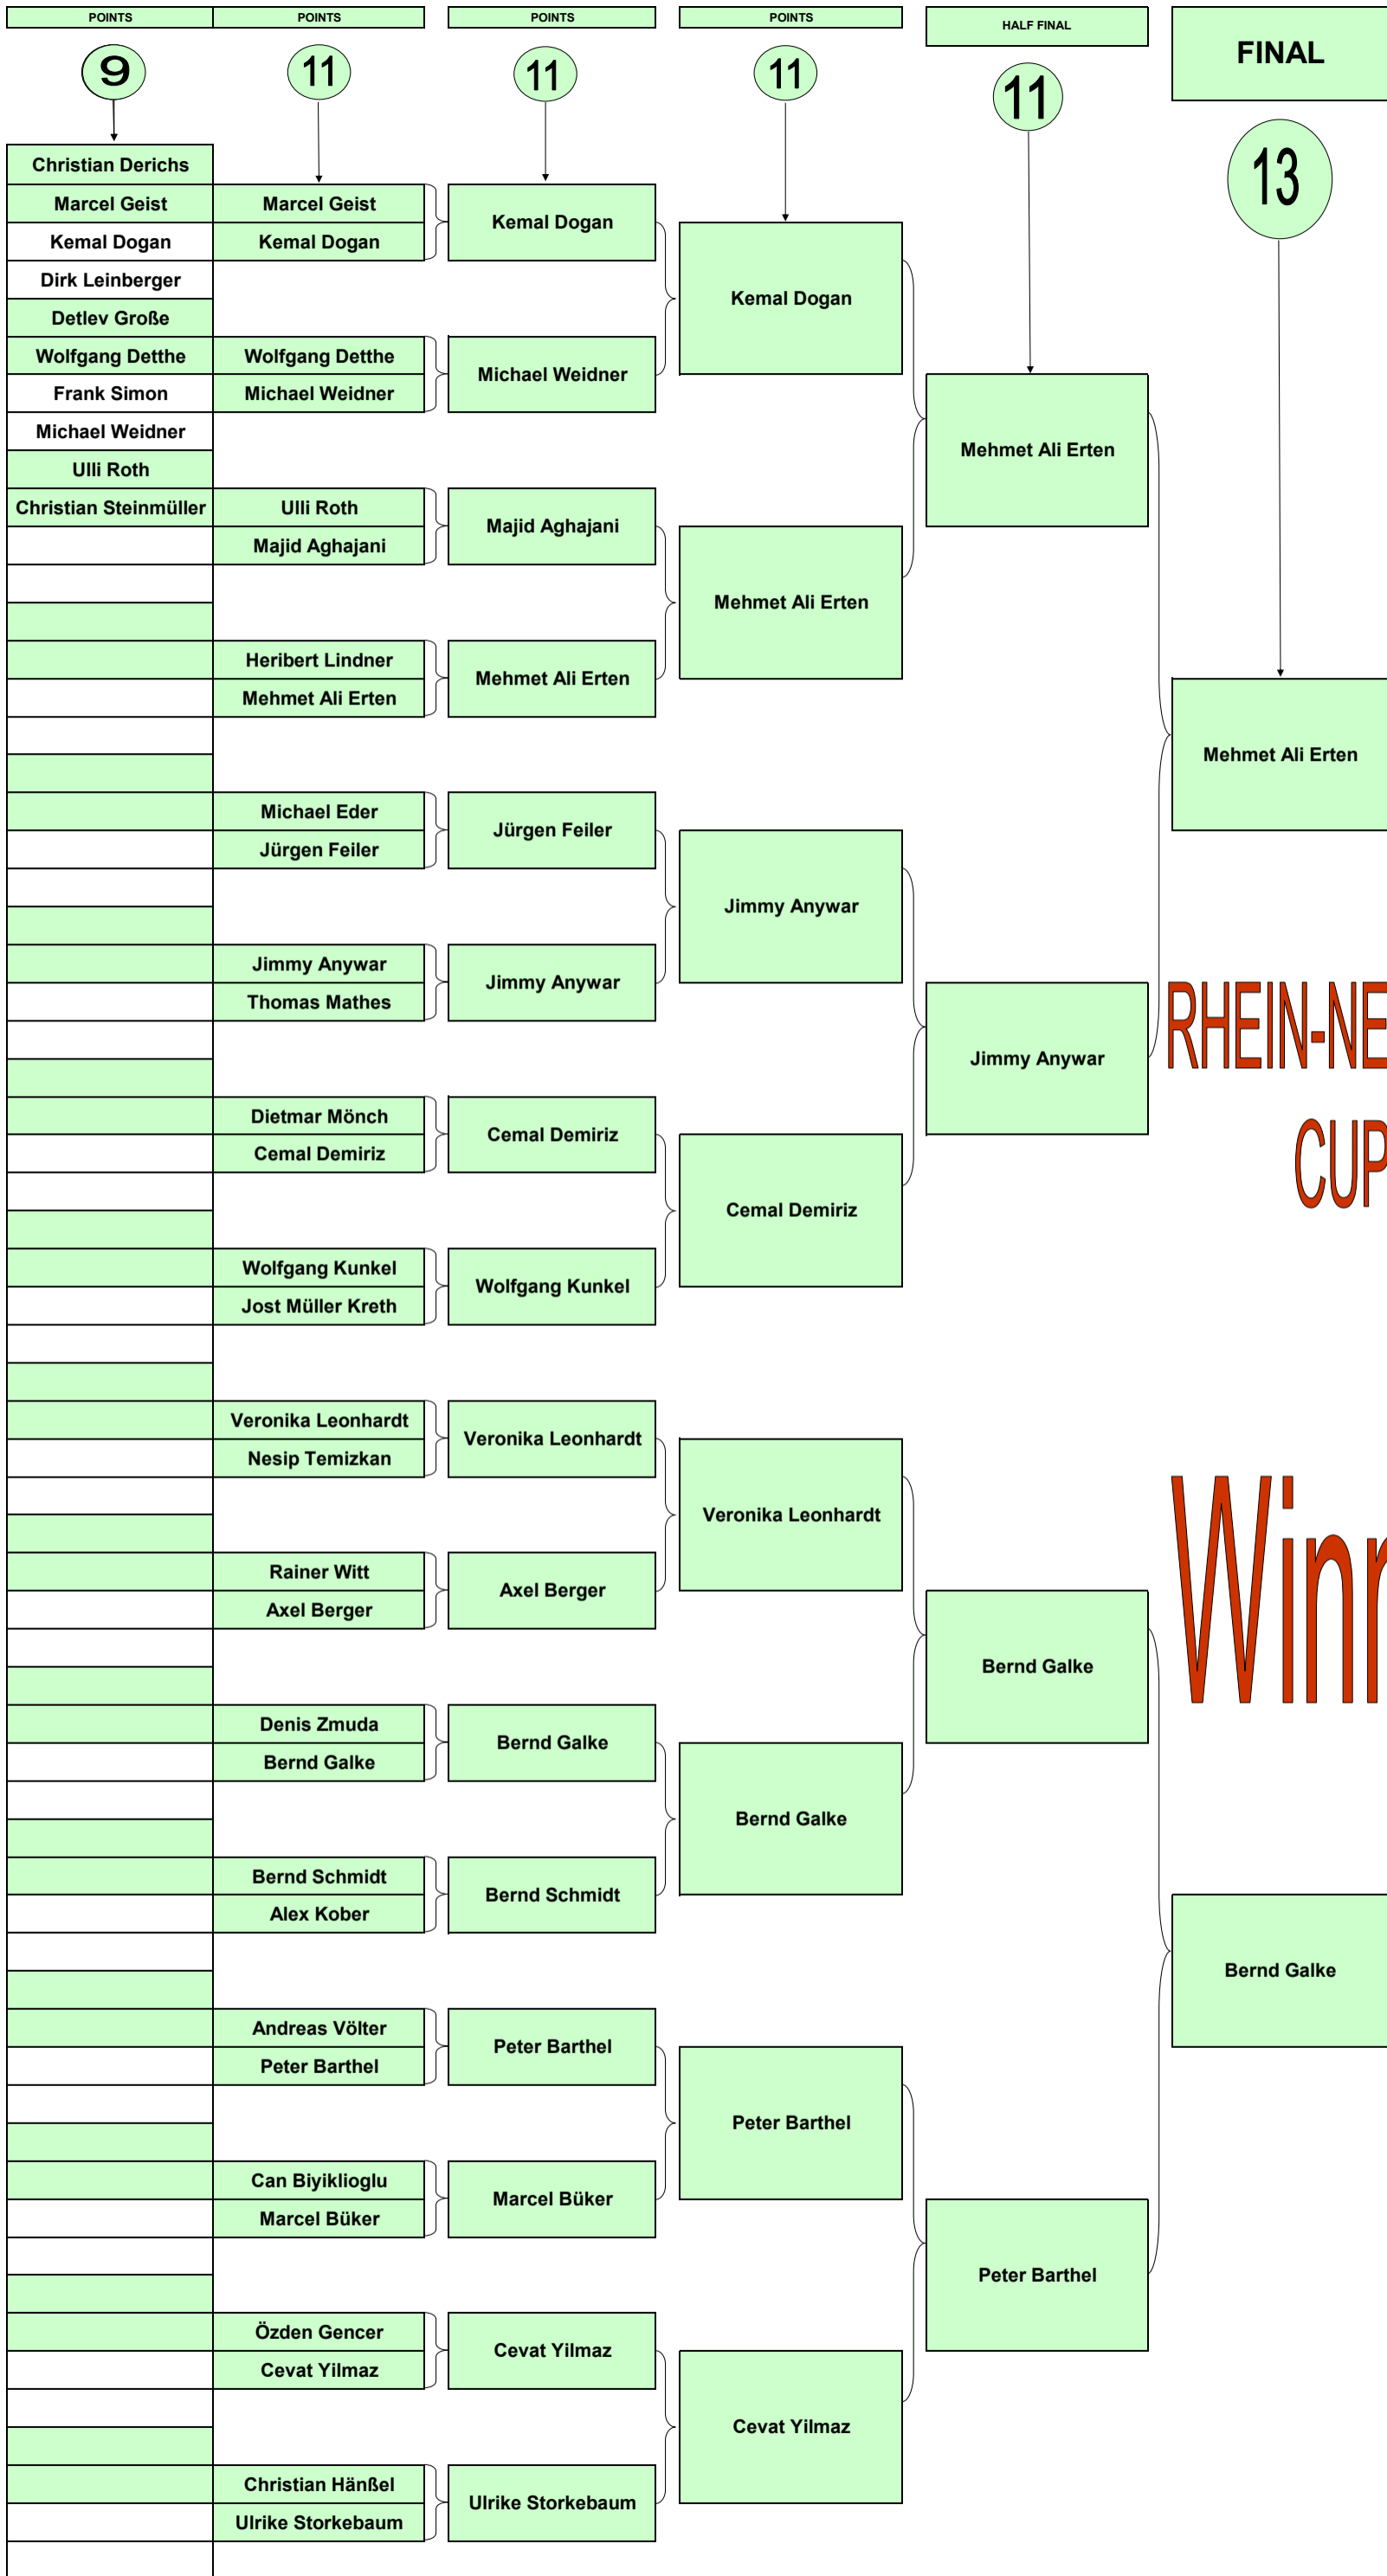 POINTS
POINTS
POINTS
POINTS
HALF FINAL
FINAL
9
11
11
11
11
13
Christian Derichs
Marcel Geist
Kemal Dogan
Dirk Leinberger
Detlev Große
Wolfgang Detthe
Frank Simon
Michael Weidner
Ulli Roth
Christian Steinmüller
Marcel Geist
Kemal Dogan
Wolfgang Detthe
Michael Weidner
Ulli Roth
Majid Aghajani
Heribert Lindner
Mehmet Ali Erten
Michael Eder
Jürgen Feiler
Jimmy Anywar
Thomas Mathes
Dietmar Mönch
Cemal Demiriz
Wolfgang Kunkel
Jost Müller Kreth
Veronika Leonhardt
Nesip Temizkan
Rainer Witt
Axel Berger
Denis Zmuda
Bernd Galke
Bernd Schmidt
Alex Kober
Andreas Völter
Peter Barthel
Can Biyiklioglu
Marcel Büker
Özden Gencer
Cevat Yilmaz
Christian Hänßel
Ulrike Storkebaum
Kemal Dogan
Michael Weidner
Majid Aghajani
Mehmet Ali Erten
Jürgen Feiler
Jimmy Anywar
Cemal Demiriz
Wolfgang Kunkel
Veronika Leonhardt
Axel Berger
Bernd Galke
Bernd Schmidt
Peter Barthel
Marcel Büker
Cevat Yilmaz
Ulrike Storkebaum
Kemal Dogan
Mehmet Ali Erten
Jimmy Anywar
Cemal Demiriz
Veronika Leonhardt
Bernd Galke
Peter Barthel
Cevat Yilmaz
Mehmet Ali Erten
Jimmy Anywar
Bernd Galke
Peter Barthel
Mehmet Ali Erten
RHEIN-NE
CUP
Winn
Bernd Galke